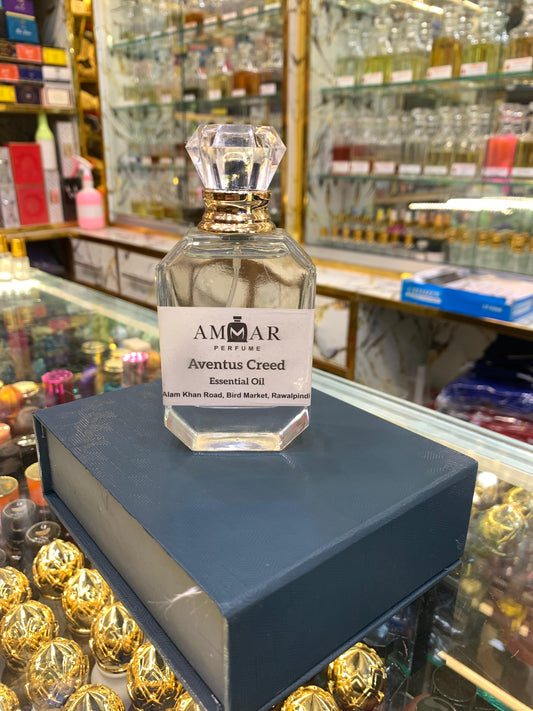 AMMAR
PERFUME
Aventus Creed
Essential Oil
Alam Khan Road, Bird Market, Rawalpindi